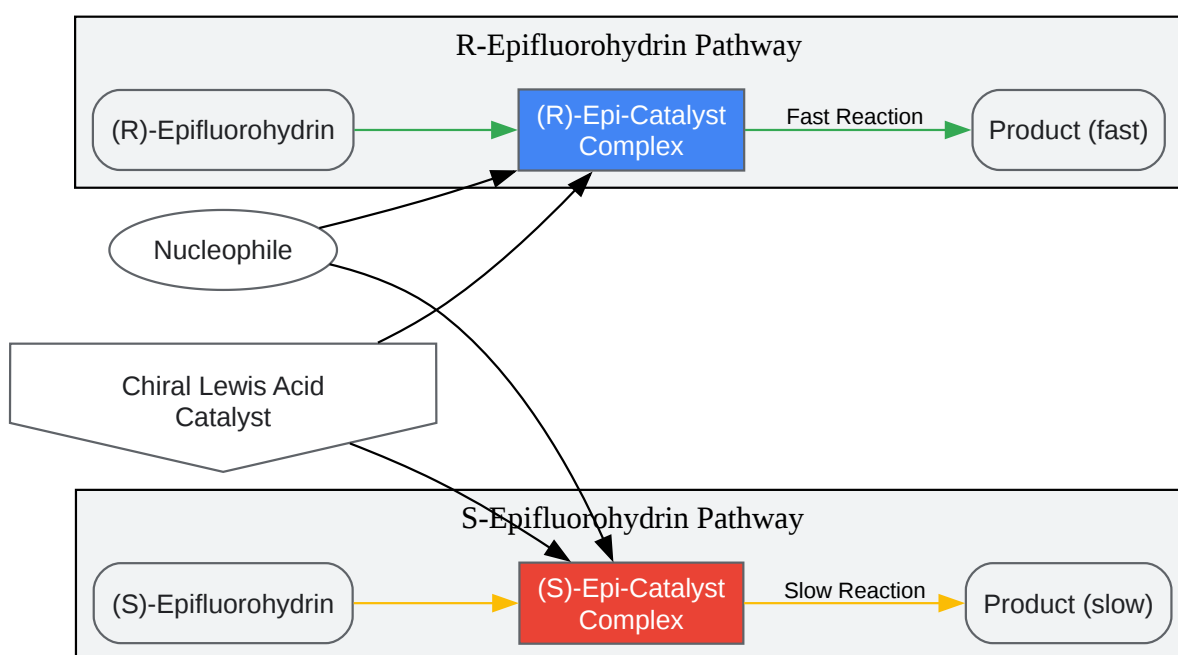 R-Epifluorohydrin Pathway
(R)-Epifluorohydrin
(R)-Epi-Catalyst
Complex
Fast Reaction
Product (fast)
Nucleophile
Chiral Lewis Acid
Catalyst
S-Epifluorohydrin Pathway
(S)-Epifluorohydrin
(S)-Epi-Catalyst
Complex
Slow Reaction
Product (slow)